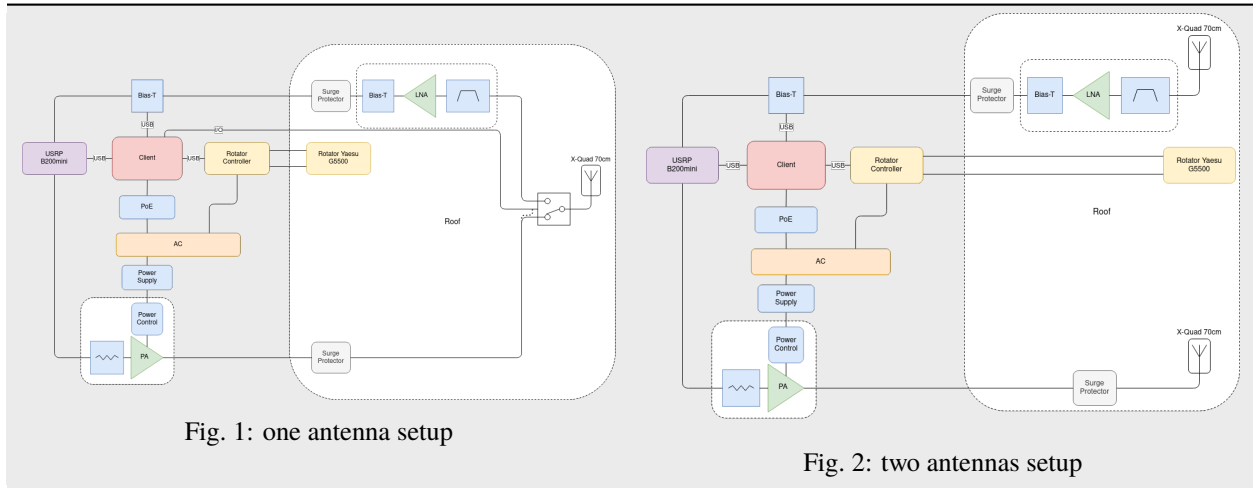 Surge
Protector
Bias-T
LNA
Bias-T
USB
I/O
USRP
B200mini
USB
Client
USB
Rotator
Controller
Rotator Yaesu
G5500
X-Quad 70cm
PoE
Roof
AC
Power
Supply
Power
Control
PA
Surge
Protector
Fig. 1: one antenna setup
X-Quad 70cm
Surge
Protector
Bias-T
LNA
Bias-T
USB
USRP
B200mini
USB
Client
USB
Rotator
Controller
Rotator Yaesu
G5500
PoE
Roof
AC
Power
Supply
Power
Control
X-Quad 70cm
PA
Surge
Protector
Fig. 2: two antennas setup